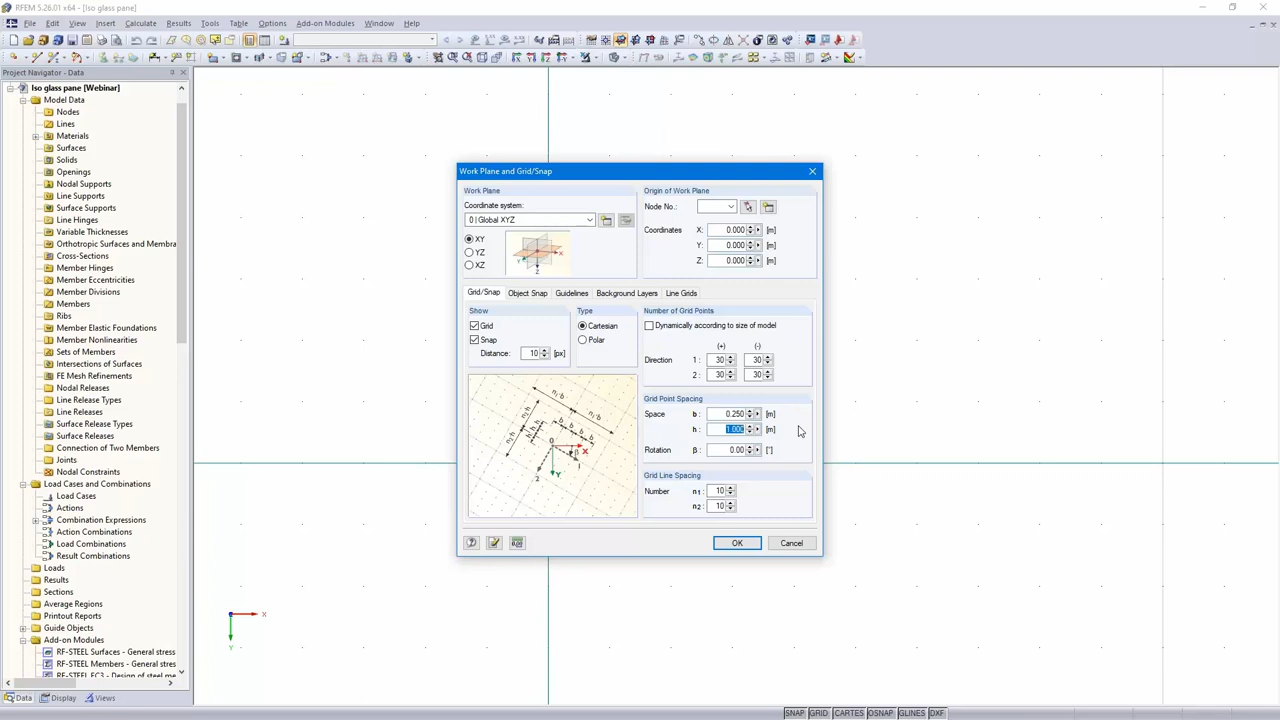 RFEM 5.26.01 x64 - [Iso glass pane]
File Edit View Insert Calculate Results Tools Table Options Add-on Modules Window Help
Project Navigator - Data
Iso glass pane [Webinar]
Model Data
Nodes
Lines
Materials
Surfaces
Solids
Openings
Nodal Supports
Line Supports
Surface Supports
Line Hinges
Variable Thicknesses
Orthotropic Surfaces and Membra
Cross-Sections
Member Hinges
Member Eccentricities
Member Divisions
Members
Ribs
Member Elastic Foundations
Member Nonlinearities
Sets of Members
Intersections of Surfaces
FE Mesh Refinements
Nodal Releases
Line Release Types
Line Releases
Surface Release Types
Surface Releases
Connection of Two Members
Joints
Nodal Constraints
Load Cases and Combinations
Load Cases
Actions
Combination Expressions
Action Combinations
Load Combinations
Result Combinations
Loads
Results
Sections
Average Regions
Printout Reports
Guide Objects
Add-on Modules
RF-STEEL Surfaces - General stress
RF-STEEL Members - General stres
RF-STEEL EC3 - Design of steel me
Data Display Views
X
Y
Work Plane and Grid/Snap
Work Plane
Coordinate system:
0 | Global XYZ
XY
YZ
XZ
Origin of Work Plane
Node No.:
Coordinates X: 0.000 [m]
Y: 0.000 [m]
Z: 0.000 [m]
Grid/Snap Object Snap Guidelines Background Layers Line Grids
Show
Grid
Snap
Distance: 10 [px]
Type
Cartesian
Polar
Number of Grid Points
Dynamically according to size of model
(+) (-)
Direction 1: 30 30
2: 30 30
Grid Point Spacing
Space b: 0.250 [m]
h: 1.000 [m]
Rotation β: 0.00 [°]
Grid Line Spacing
Number n1: 10
n2: 10
OK Cancel
SNAP GRID CARTES OSNAP GLINES DXF